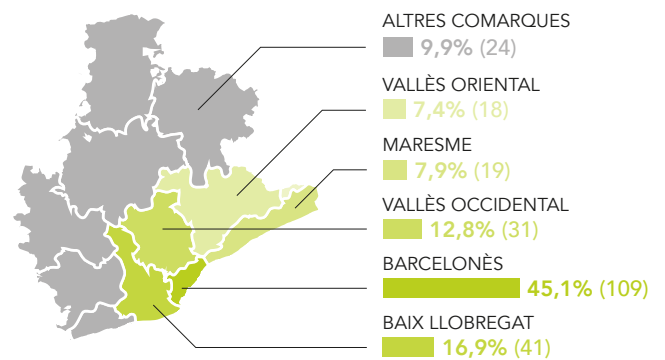 ALTRES COMARQUES
9,9% (24)
VALLÈS ORIENTAL
7,4% (18)
MARESME
7,9% (19)
VALLÈS OCCIDENTAL
12,8% (31)
BARCELONÈS
45,1% (109)
BAIX LLOBREGAT
16,9% (41)